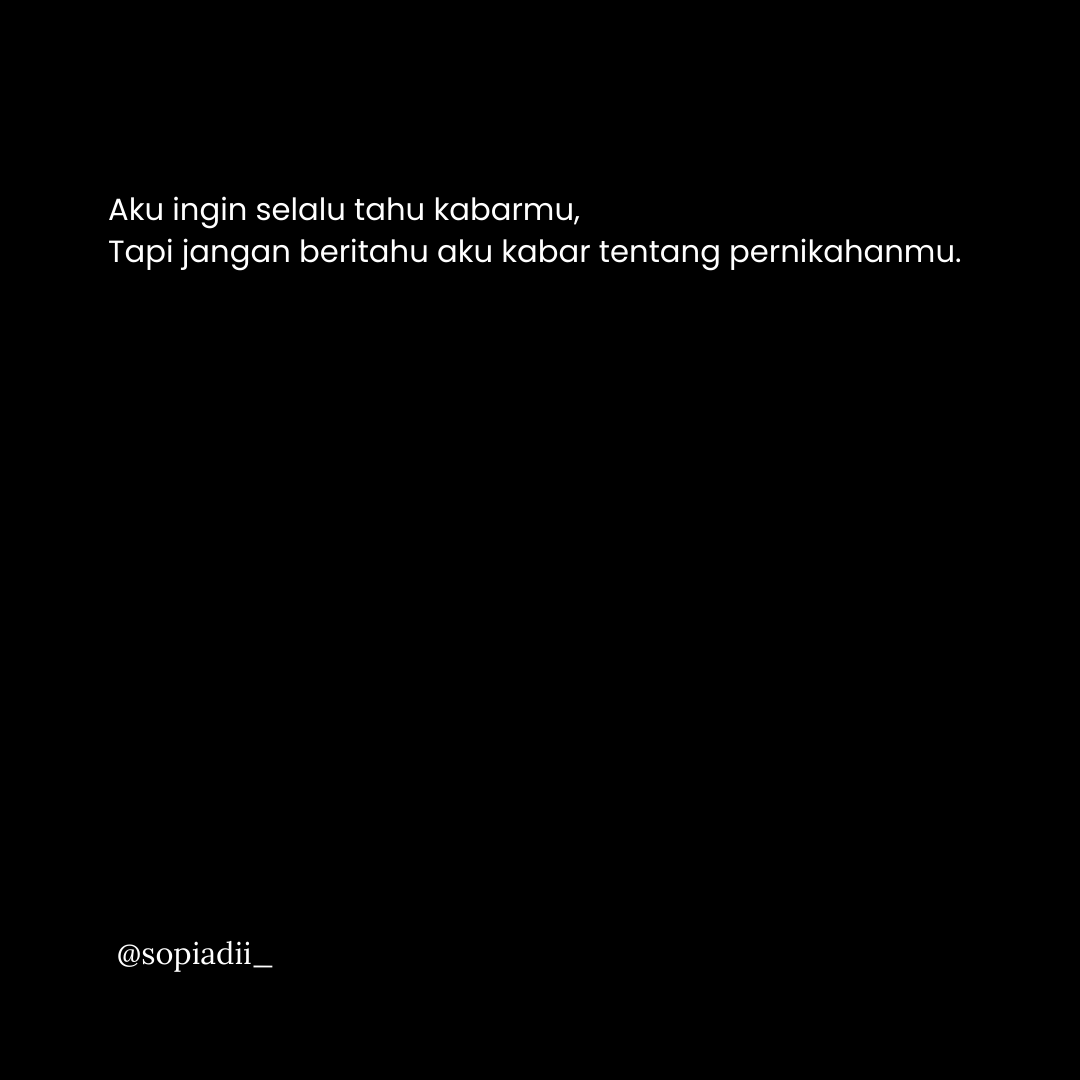 Aku ingin selalu tahu kabarmu,
Tapi jangan beritahu aku kabar tentang pernikahanmu.
@sopiadii_